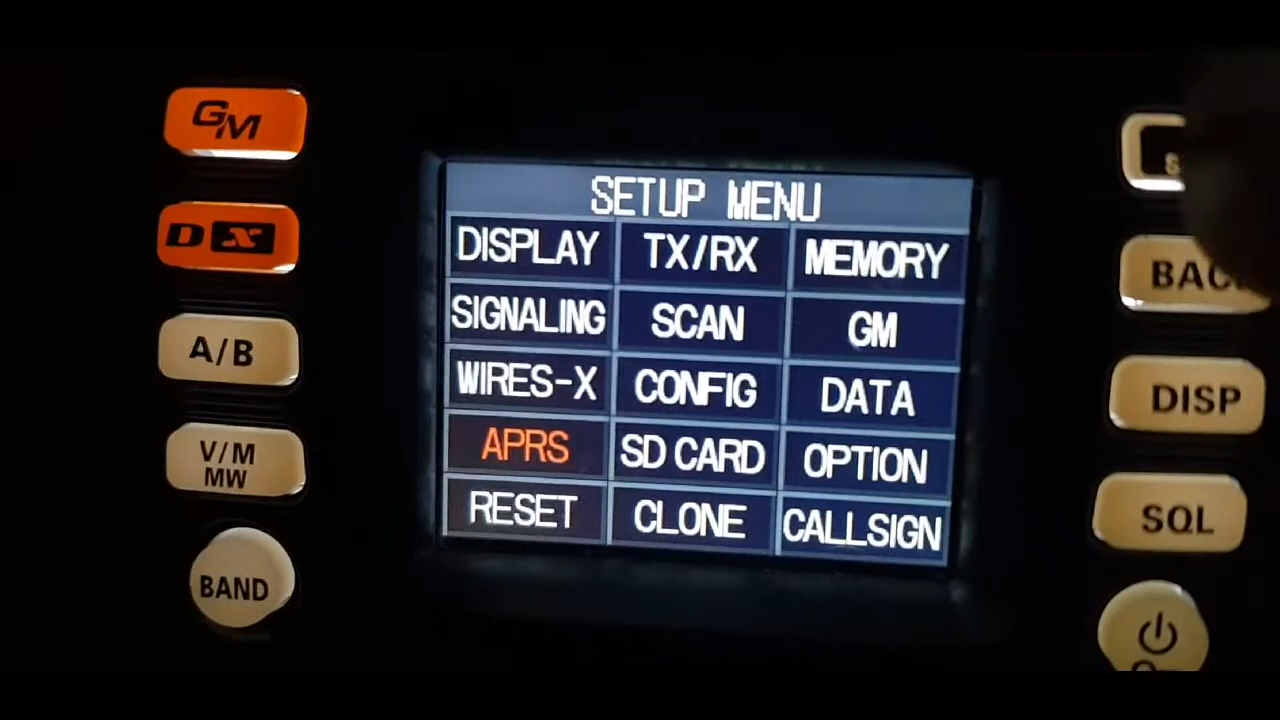 GM
DX
A/B
V/M
MW
BAND
SETUP MENU
DISPLAY TX/RX MEMORY
SIGNALING SCAN GM
WIRES-X CONFIG DATA
APRS SD CARD OPTION
RESET CLONE CALLSIGN
DISP
SQL